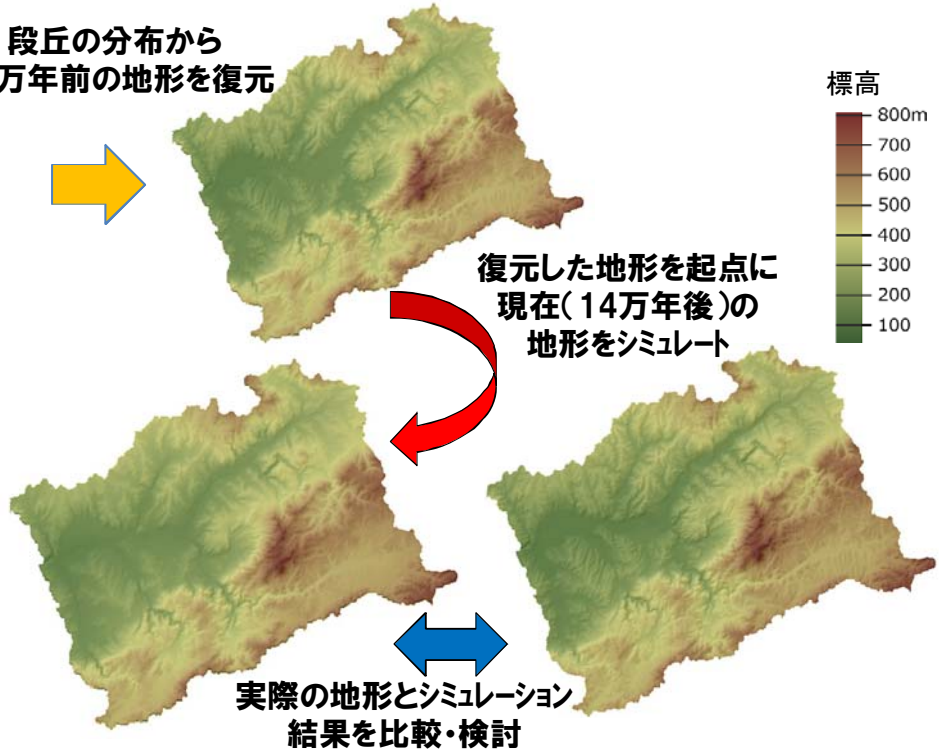 段丘の分布から
万年前の地形を復元
標高
800m
700
600
500
400
300
200
100
復元した地形を起点に
現在(14万年後)の
地形をシミュレート
実際の地形とシミュレーション
結果を比較・検討